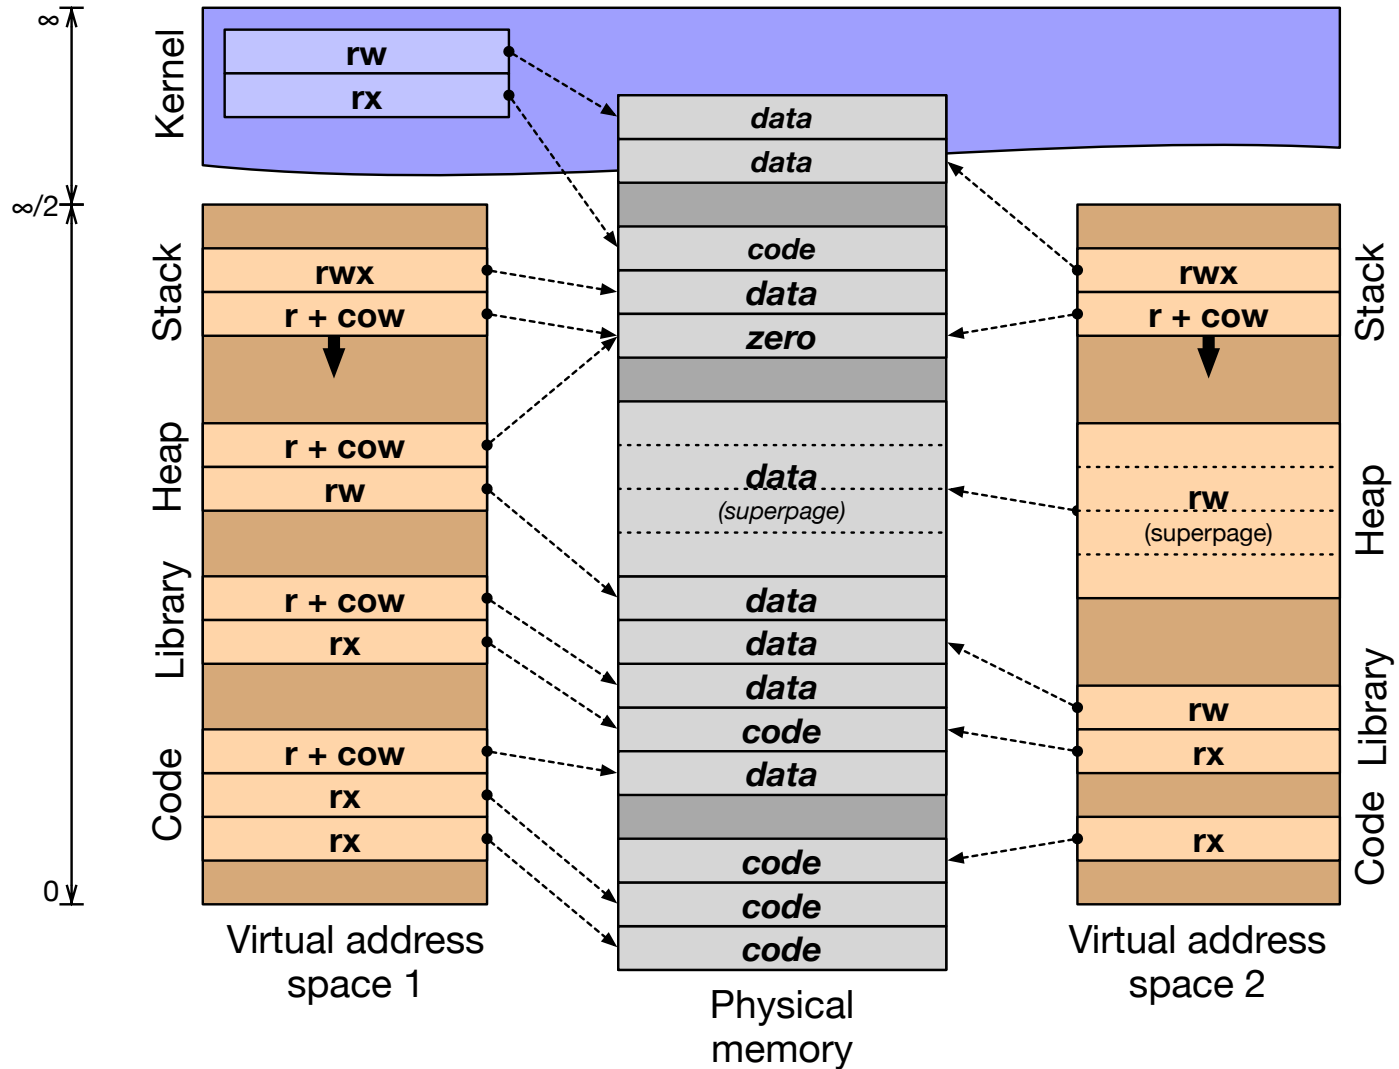 ∞
Kernel
rw
rx
∞/2
Stack
rwx
r + cow
Heap
r + cow
rw
Library
r + cow
rx
Code
r + cow
rx
rx
0
Virtual address
space 1
data
data
code
data
zero
data
(superpage)
data
data
data
code
data
code
code
code
Physical
memory
rwx
r + cow
Stack
rw
(superpage)
Heap
rw
rx
Library
rx
Code
Virtual address
space 2